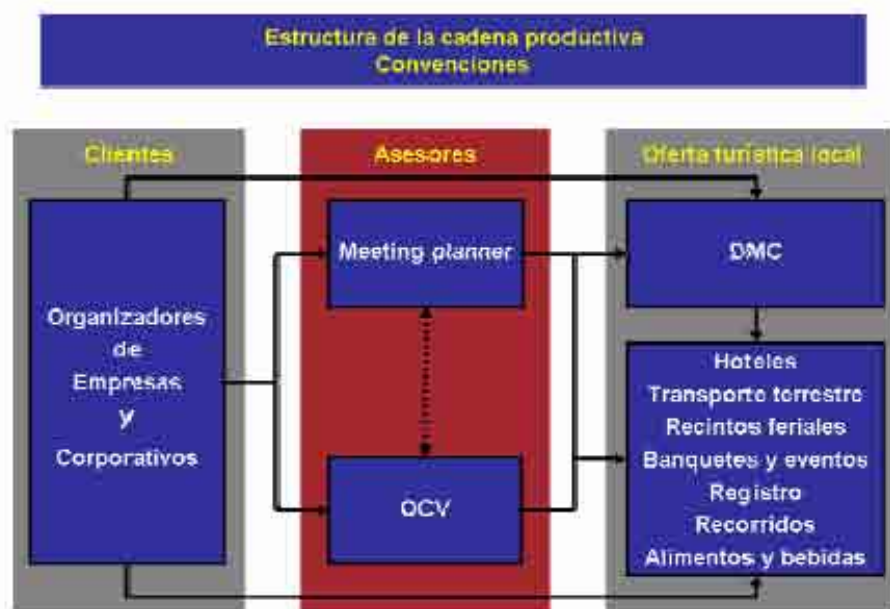 Estructura de la cadena productiva
Convenciones
Clientes
Asesores
Oferta turística local
Organizadores
de
Empresas
y
Corporativos
Meeting planner
OCV
DMC
Hoteles
Transporte terrestre
Recintos feriales
Banquetes y eventos
Registro
Recorridos
Alimentos y bebidas